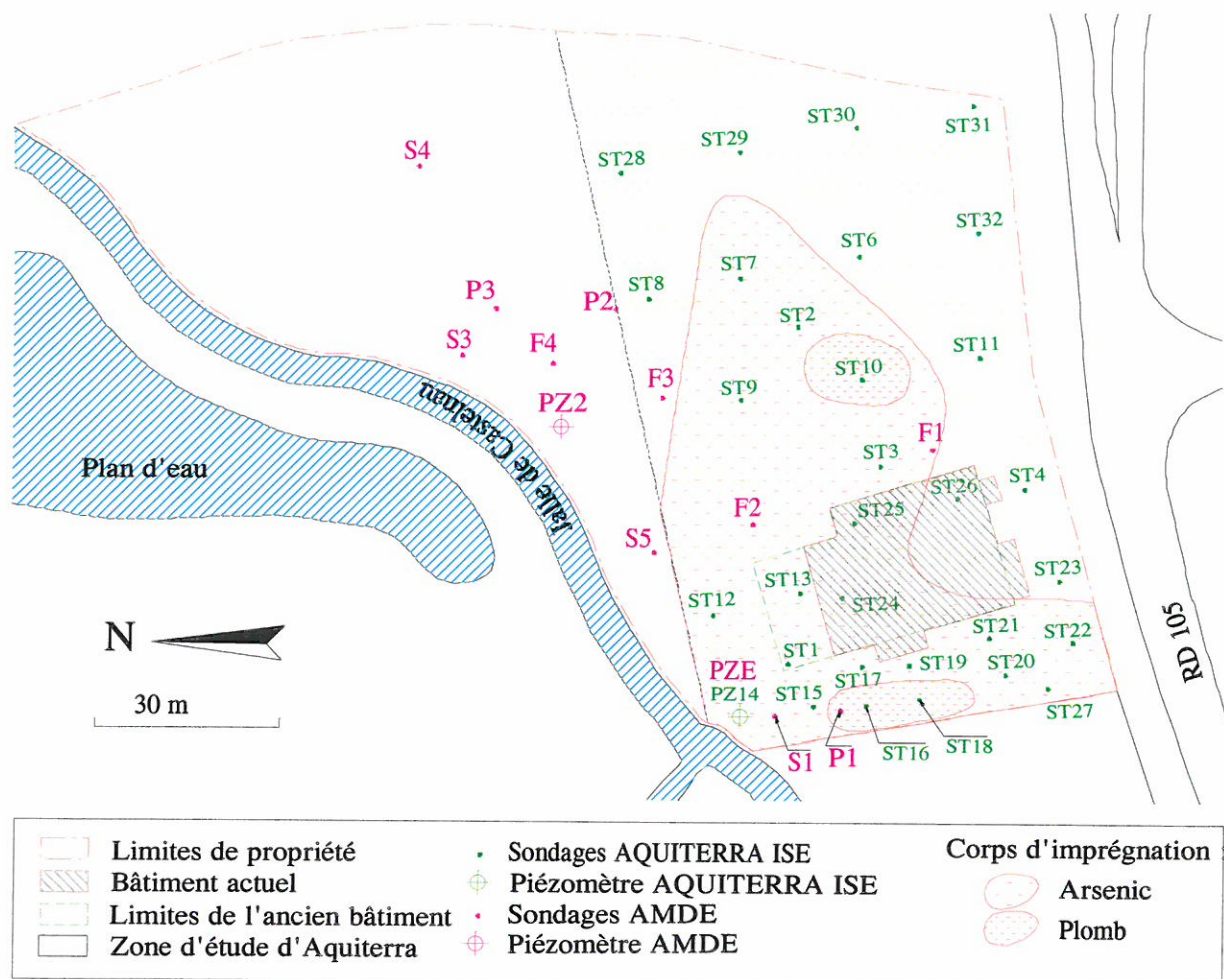 ST30
ST31
S4
ST28
ST29
ST32
ST6
ST7
P3
P2
ST8
ST2
S3
F4
F3
ST10
ST11
PZ2
ST9
F1
Jalle de Castelnau
Plan d'eau
ST3
ST26
ST4
F2
ST25
S5
ST13
ST24
ST23
ST12
N
ST1
ST21
ST22
PZE
PZ14
ST15
ST17
ST19
ST20
ST27
30 m
S1
P1
ST16
ST18
RD 105
Limites de propriété
Bâtiment actuel
Limites de l'ancien bâtiment
Zone d'étude d'Aquiterra
Sondages AQUITERRA ISE
Piézomètre AQUITERRA ISE
Sondages AMDE
Piézomètre AMDE
Corps d'imprégnation :
Arsenic
Plomb